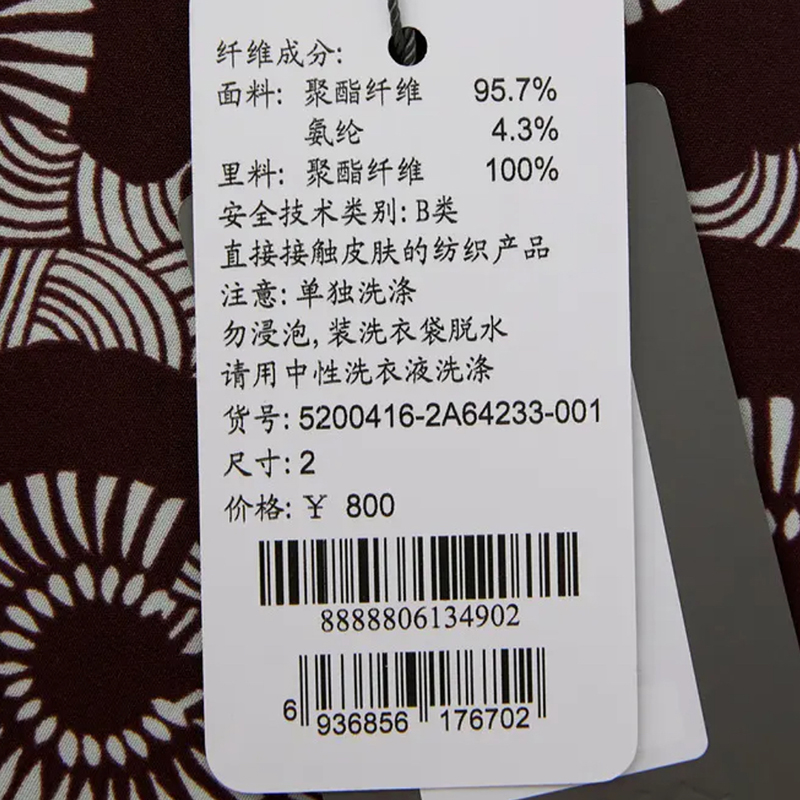 纤维成分:
面料: 聚酯纤维 95.7%
氨纶 4.3%
里料: 聚酯纤维 100%
安全技术类别: B类
直接接触皮肤的纺织产品
注意: 单独洗涤
勿浸泡, 装洗衣袋脱水
请用中性洗衣液洗涤
货号: 5200416-2A64233-001
尺寸: 2
价格: ¥ 800
8888806134902
6 936856 176702